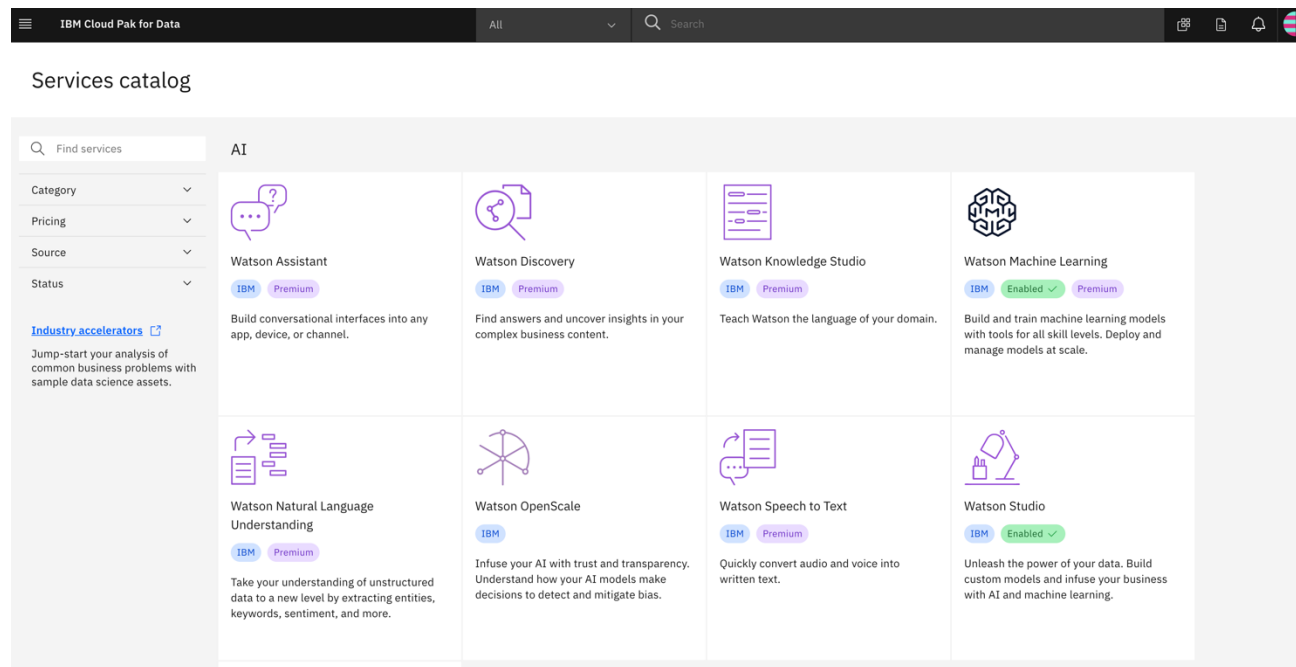 IBM Cloud Pak for Data
All
Search
Services catalog
Find services
Category
Pricing
Source
Status
Industry accelerators
Jump-start your analysis of
common business problems with
sample data science assets.
AI
?
Watson Assistant
IBM Premium
Build conversational interfaces into any
app, device, or channel.
Watson Discovery
IBM Premium
Find answers and uncover insights in your
complex business content.
Watson Knowledge Studio
IBM Premium
Teach Watson the language of your domain.
Watson Machine Learning
IBM Enabled Premium
Build and train machine learning models
with tools for all skill levels. Deploy and
manage models at scale.
Watson Natural Language
Understanding
IBM Premium
Take your understanding of unstructured
data to a new level by extracting entities,
keywords, sentiment, and more.
Watson OpenScale
IBM
Infuse your AI with trust and transparency.
Understand how your AI models make
decisions to detect and mitigate bias.
Watson Speech to Text
IBM Premium
Quickly convert audio and voice into
written text.
Watson Studio
IBM Enabled
Unleash the power of your data. Build
custom models and infuse your business
with AI and machine learning.